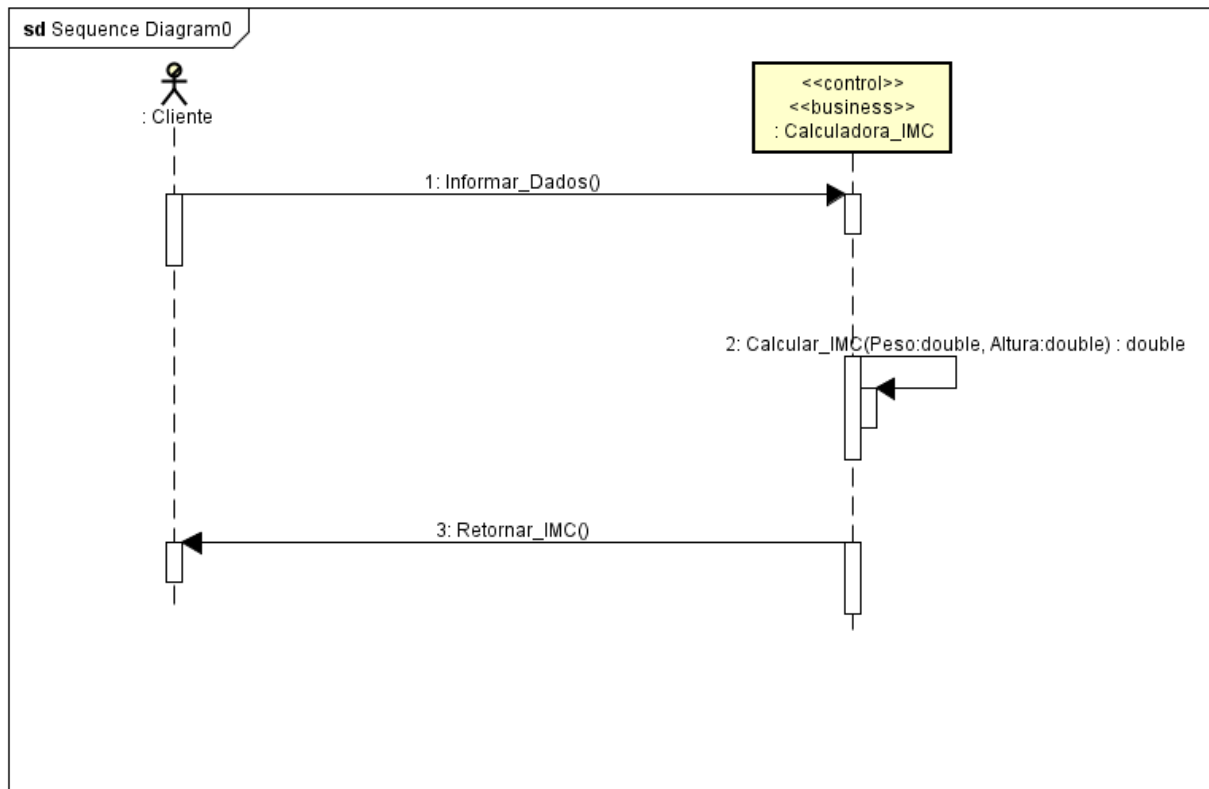 sd Sequence Diagram0
: Cliente
<<control>>
<<business>>
: Calculadora_IMC
1: Informar_Dados()
2: Calcular_IMC(Peso:double, Altura:double) : double
3: Retornar_IMC()